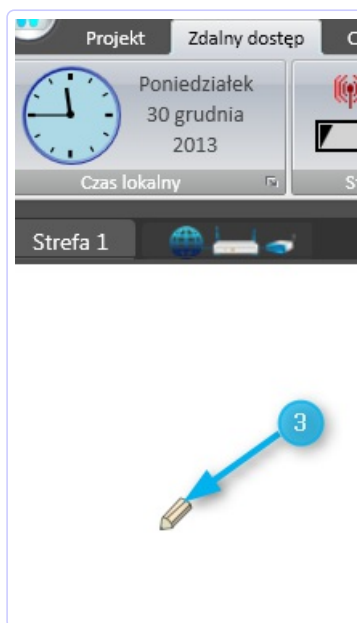 Projekt Zdalny dostęp
Poniedziałek
30 grudnia
2013
Czas lokalny
Strefa 1
3